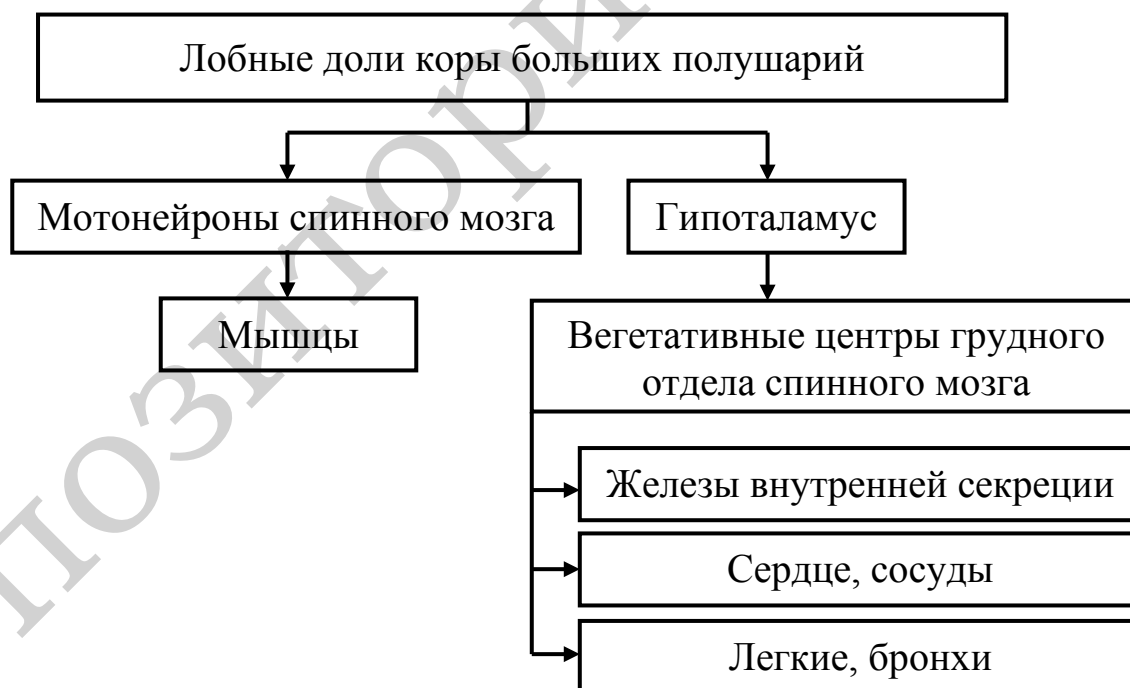 Лобные доли коры больших полушарий
Мотонейроны спинного мозга
Гипоталамус
Мышцы
Вегетативные центры грудного
отдела спинного мозга
Железы внутренней секреции
Сердце, сосуды
Легкие, бронхи
позитори